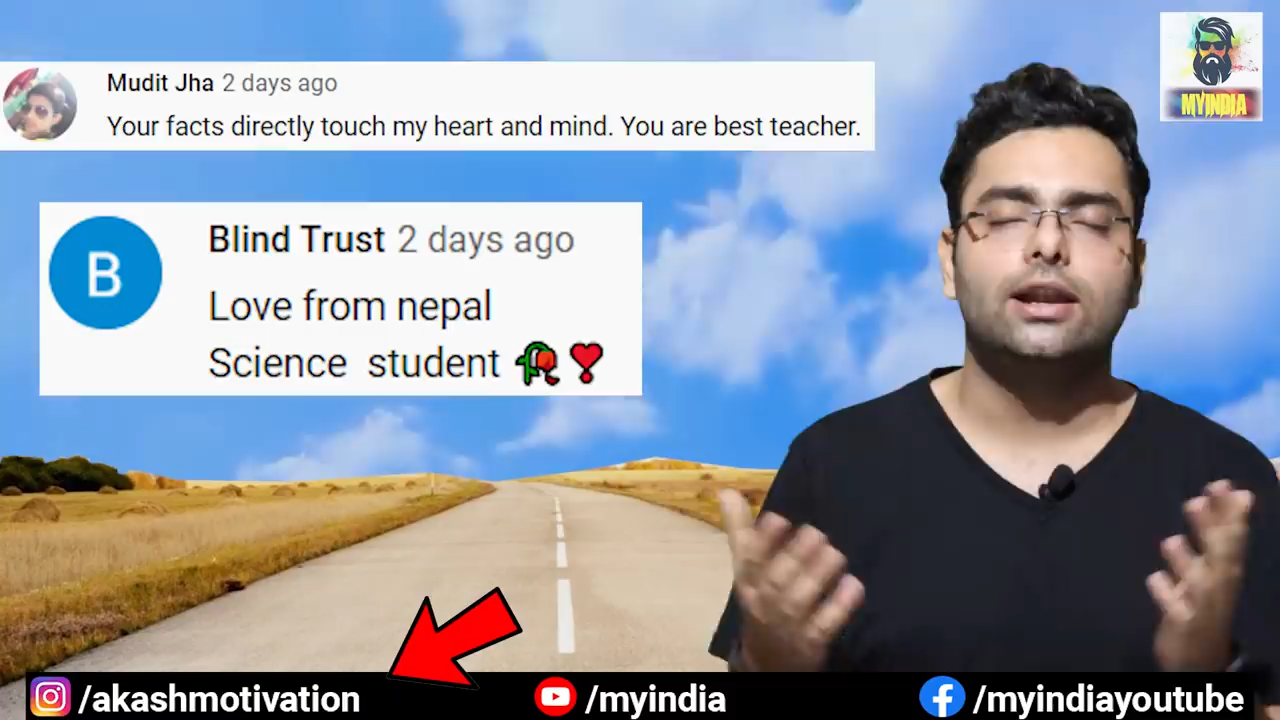 MYINDIA
Mudit Jha 2 days ago
Your facts directly touch my heart and mind. You are best teacher.
B
Blind Trust 2 days ago
Love from nepal
Science student 🥀❣
/akashmotivation
/myindia
/myindiayoutube